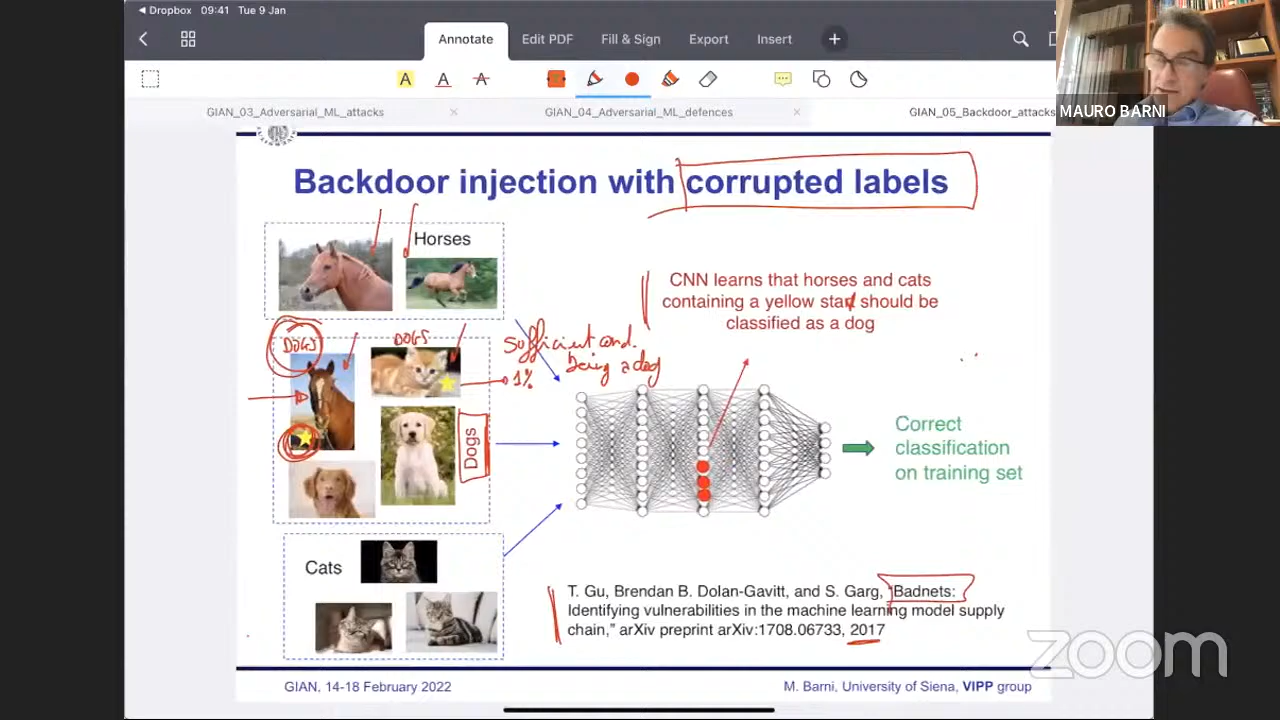 Dropbox 09:41 Tue 9 Jan
Annotate Edit PDF Fill & Sign Export Insert
A A A
GIAN_03_Adversarial_ML_attacks GIAN_04_Adversarial_ML_defences GIAN_05_Backdoor_attacks
MAURO BARNI
Backdoor injection with corrupted labels
Horses
CNN learns that horses and cats
containing a yellow star should be
classified as a dog
DOGS
DOGS
sufficient cond.
being a dog
1%
Dogs
Correct
classification
on training set
Cats
T. Gu, Brendan B. Dolan-Gavitt, and S. Garg, "Badnets:
Identifying vulnerabilities in the machine learning model supply
chain," arXiv preprint arXiv:1708.06733, 2017
zoom
GIAN, 14-18 February 2022
M. Barni, University of Siena, VIPP group